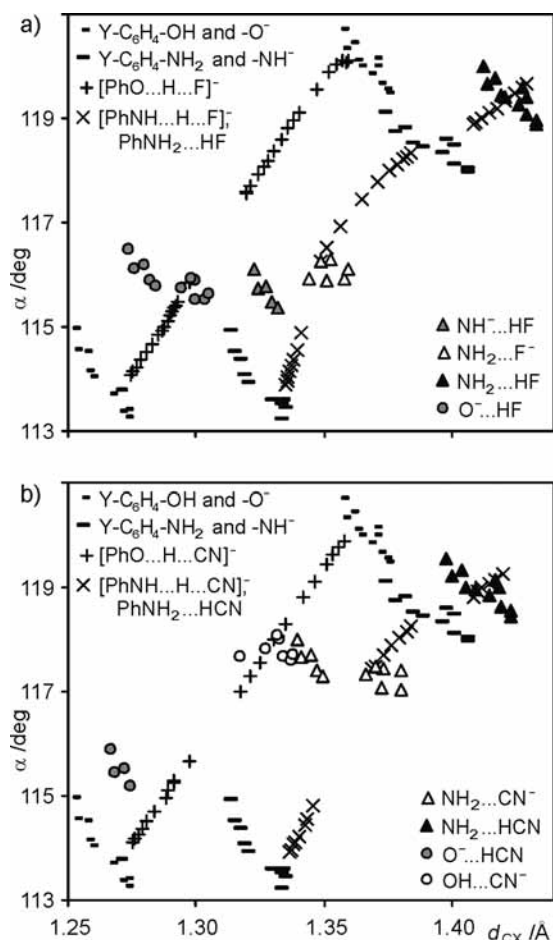 a)
Y-C₆H₄-OH and -O⁻
Y-C₆H₄-NH₂ and -NH⁻
[PhO...H...F]⁻
[PhNH...H...F]⁻,
PhNH₂...HF
119
117
115
113
α /deg
NH⁻...HF
NH₂...F⁻
NH₂...HF
O⁻...HF
b)
Y-C₆H₄-OH and -O⁻
Y-C₆H₄-NH₂ and -NH⁻
[PhO...H...CN]⁻
[PhNH...H...CN]⁻,
PhNH₂...HCN
119
117
115
113
α /deg
NH₂...CN⁻
NH₂...HCN
O⁻...HCN
OH...CN⁻
1.25 1.30 1.35 1.40 d_CX /Å